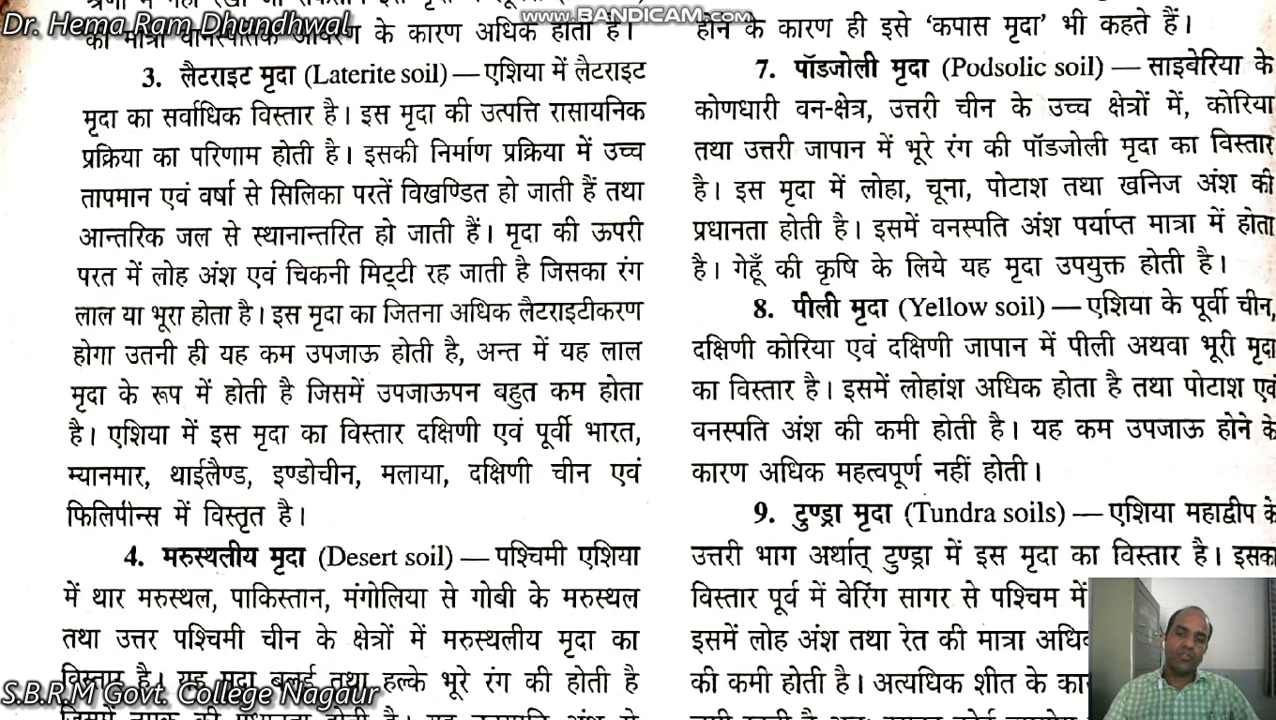 Dr. Hema Ram Dhundhwal
www.BANDICAM.com
की मात्रा वानस्पतिक आवरण के कारण अधिक होती है।
3. लैटराइट मृदा (Laterite soil) — एशिया में लैटराइट
मृदा का सर्वाधिक विस्तार है। इस मृदा की उत्पत्ति रासायनिक
प्रक्रिया का परिणाम होती है। इसकी निर्माण प्रक्रिया में उच्च
तापमान एवं वर्षा से सिलिका परतें विखण्डित हो जाती हैं तथा
आन्तरिक जल से स्थानान्तरित हो जाती हैं। मृदा की ऊपरी
परत में लोह अंश एवं चिकनी मिट्टी रह जाती है जिसका रंग
लाल या भूरा होता है। इस मृदा का जितना अधिक लैटराइटीकरण
होगा उतनी ही यह कम उपजाऊ होती है, अन्त में यह लाल
मृदा के रूप में होती है जिसमें उपजाऊपन बहुत कम होता
है। एशिया में इस मृदा का विस्तार दक्षिणी एवं पूर्वी भारत,
म्यानमार, थाईलैण्ड, इण्डोचीन, मलाया, दक्षिणी चीन एवं
फिलिपीन्स में विस्तृत है।
4. मरुस्थलीय मृदा (Desert soil) — पश्चिमी एशिया
में थार मरुस्थल, पाकिस्तान, मंगोलिया से गोबी के मरुस्थल
तथा उत्तर पश्चिमी चीन के क्षेत्रों में मरुस्थलीय मृदा का
विस्तार है। यह मृदा बलुई तथा हल्के भूरे रंग की होती है
S.B.R.M Govt. College Nagaur
होने के कारण ही इसे ‘कपास मृदा’ भी कहते हैं।
7. पॉडजोली मृदा (Podsolic soil) — साइबेरिया के
कोणधारी वन-क्षेत्र, उत्तरी चीन के उच्च क्षेत्रों में, कोरिया
तथा उत्तरी जापान में भूरे रंग की पॉडजोली मृदा का विस्तार
है। इस मृदा में लोहा, चूना, पोटाश तथा खनिज अंश की
प्रधानता होती है। इसमें वनस्पति अंश पर्याप्त मात्रा में होता
है। गेहूँ की कृषि के लिये यह मृदा उपयुक्त होती है।
8. पीली मृदा (Yellow soil) — एशिया के पूर्वी चीन,
दक्षिणी कोरिया एवं दक्षिणी जापान में पीली अथवा भूरी मृदा
का विस्तार है। इसमें लोहांश अधिक होता है तथा पोटाश एवं
वनस्पति अंश की कमी होती है। यह कम उपजाऊ होने के
कारण अधिक महत्वपूर्ण नहीं होती।
9. टुण्ड्रा मृदा (Tundra soils) — एशिया महाद्वीप के
उत्तरी भाग अर्थात् टुण्ड्रा में इस मृदा का विस्तार है। इसका
विस्तार पूर्व में बेरिंग सागर से पश्चिम में
इसमें लोह अंश तथा रेत की मात्रा
की कमी होती है। अत्यधिक शीत के